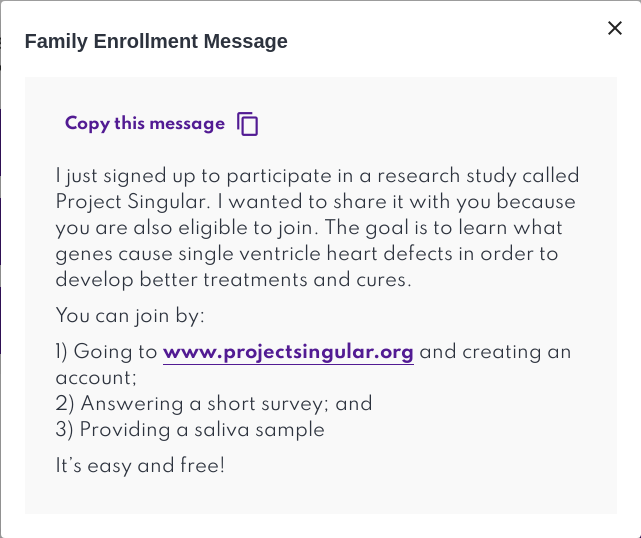 Family Enrollment Message
Copy this message
I just signed up to participate in a research study called
Project Singular. I wanted to share it with you because
you are also eligible to join. The goal is to learn what
genes cause single ventricle heart defects in order to
develop better treatments and cures.
You can join by:
1) Going to www.projectsingular.org and creating an
account;
2) Answering a short survey; and
3) Providing a saliva sample
It's easy and free!